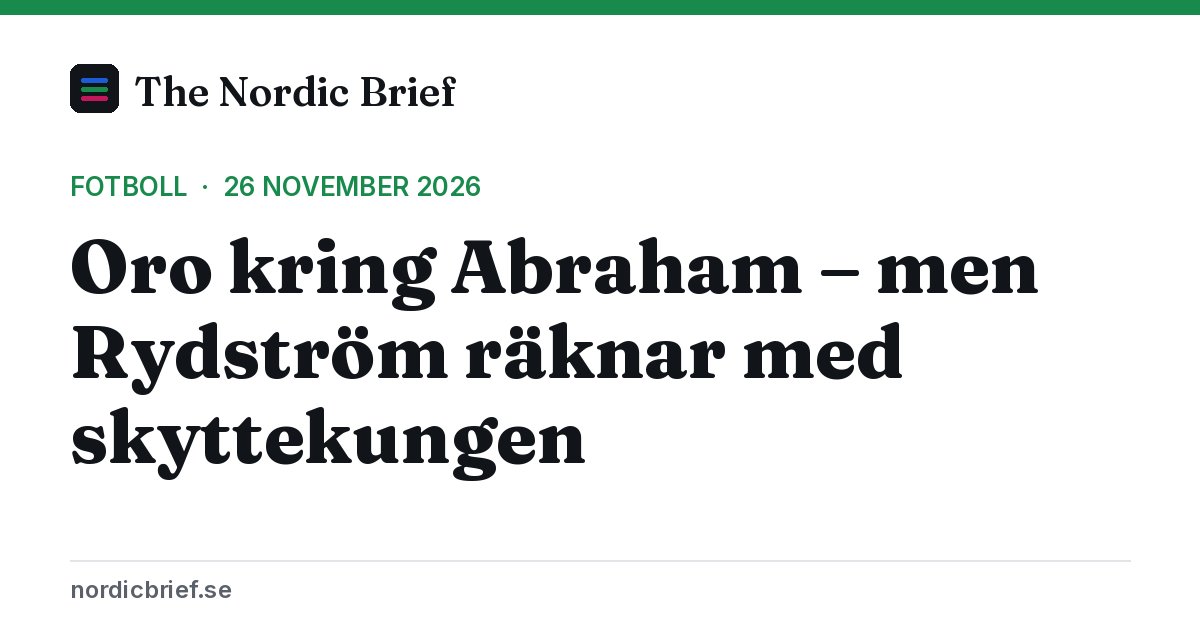 The Nordic Brief
FOTBOLL · 26 NOVEMBER 2026
Oro kring Abraham – men
Rydström räknar med
skyttekungen
nordicbrief.se